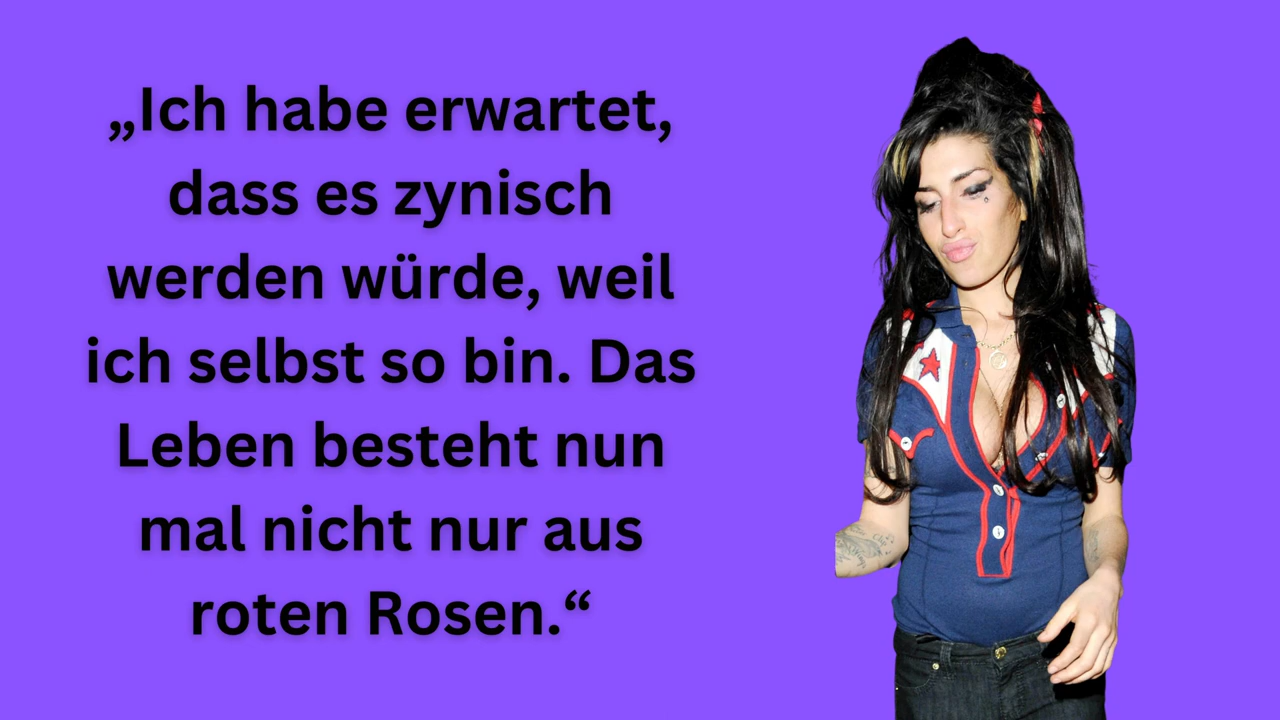 „Ich habe erwartet,
dass es zynisch
werden würde, weil
ich selbst so bin. Das
Leben besteht nun
mal nicht nur aus
roten Rosen.“